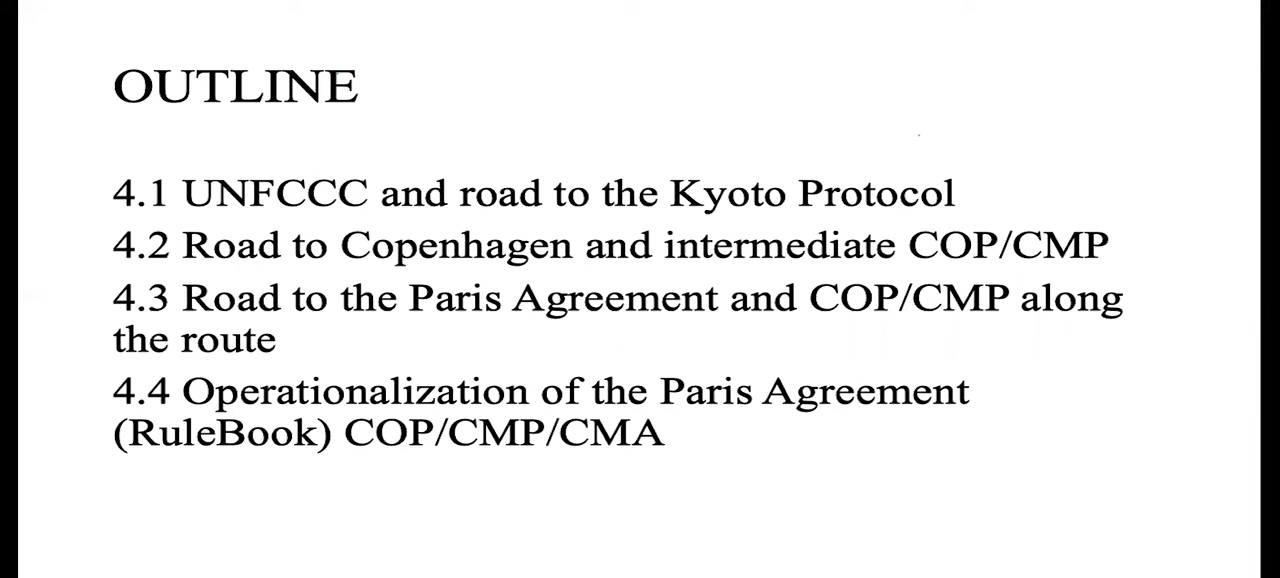 OUTLINE
4.1 UNFCCC and road to the Kyoto Protocol
4.2 Road to Copenhagen and intermediate COP/CMP
4.3 Road to the Paris Agreement and COP/CMP along
the route
4.4 Operationalization of the Paris Agreement
(RuleBook) COP/CMP/CMA